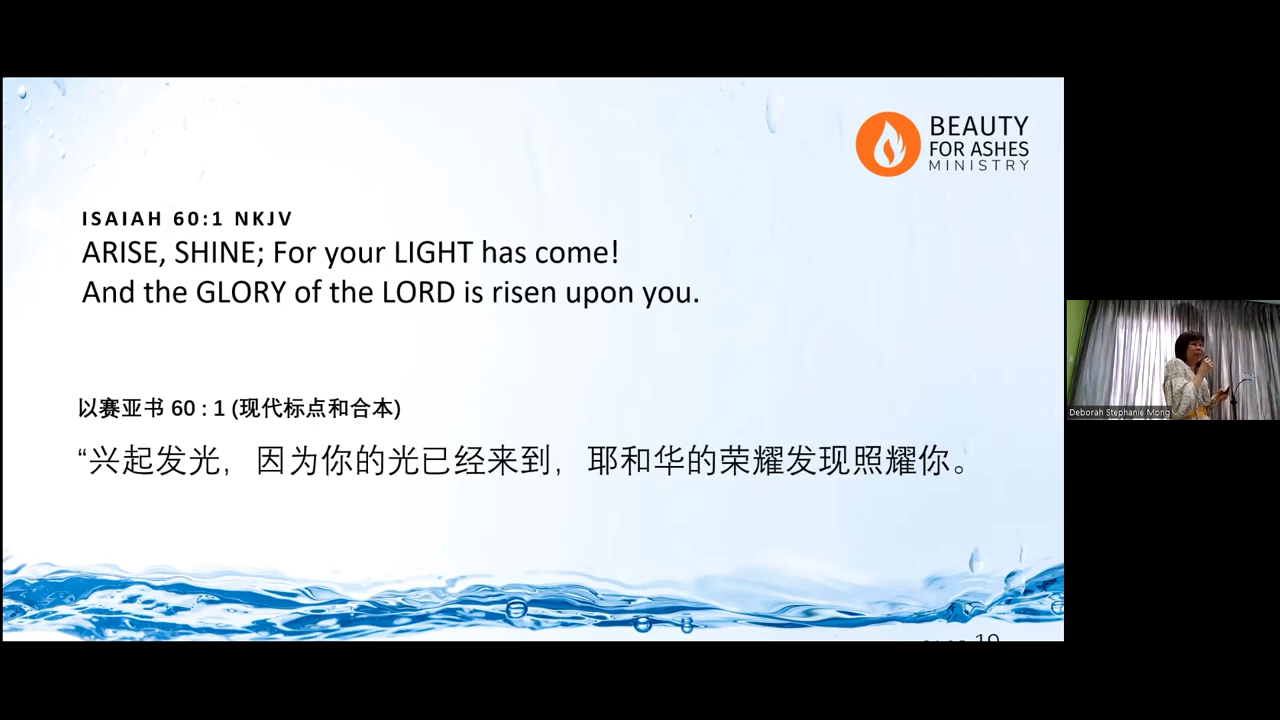 BEAUTY
FOR ASHES
MINISTRY
ISAIAH 60:1 NKJV
ARISE, SHINE; For your LIGHT has come!
And the GLORY of the LORD is risen upon you.
以赛亚书 60 : 1 (现代标点和合本)
“兴起发光，因为你的光已经来到，耶和华的荣耀发现照耀你。
Deborah Stephanie Mong